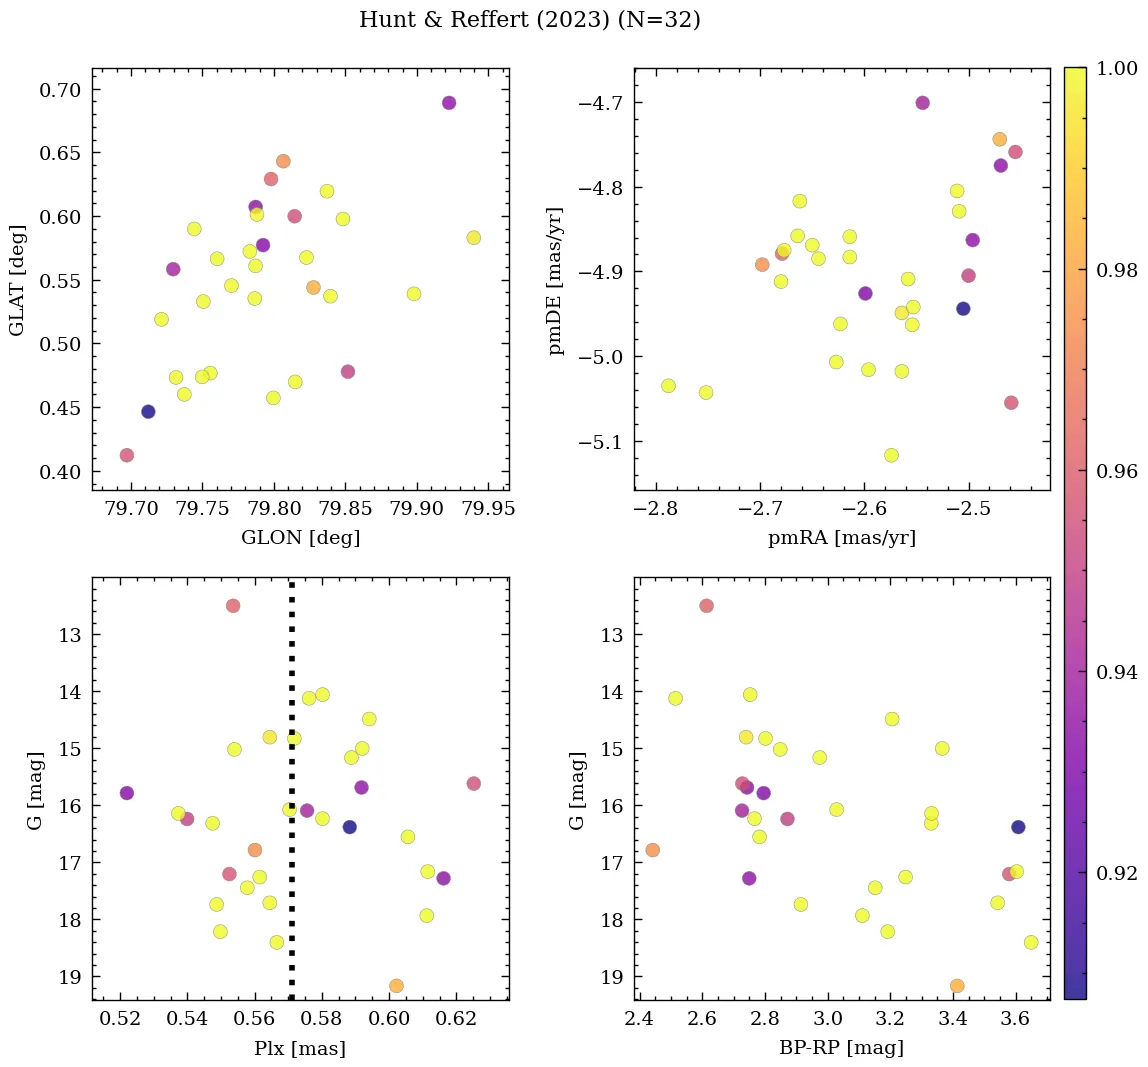 Hunt & Reffert (2023) (N=32)
0.70
0.65
0.60
0.55
0.50
0.45
0.40
GLAT [deg]
79.70 79.75 79.80 79.85 79.90 79.95
GLON [deg]
−4.7
−4.8
−4.9
−5.0
−5.1
pmDE [mas/yr]
−2.8 −2.7 −2.6 −2.5
pmRA [mas/yr]
13
14
15
16
17
18
19
G [mag]
0.52 0.54 0.56 0.58 0.60 0.62
Plx [mas]
13
14
15
16
17
18
19
G [mag]
2.4 2.6 2.8 3.0 3.2 3.4 3.6
BP-RP [mag]
1.00
0.98
0.96
0.94
0.92